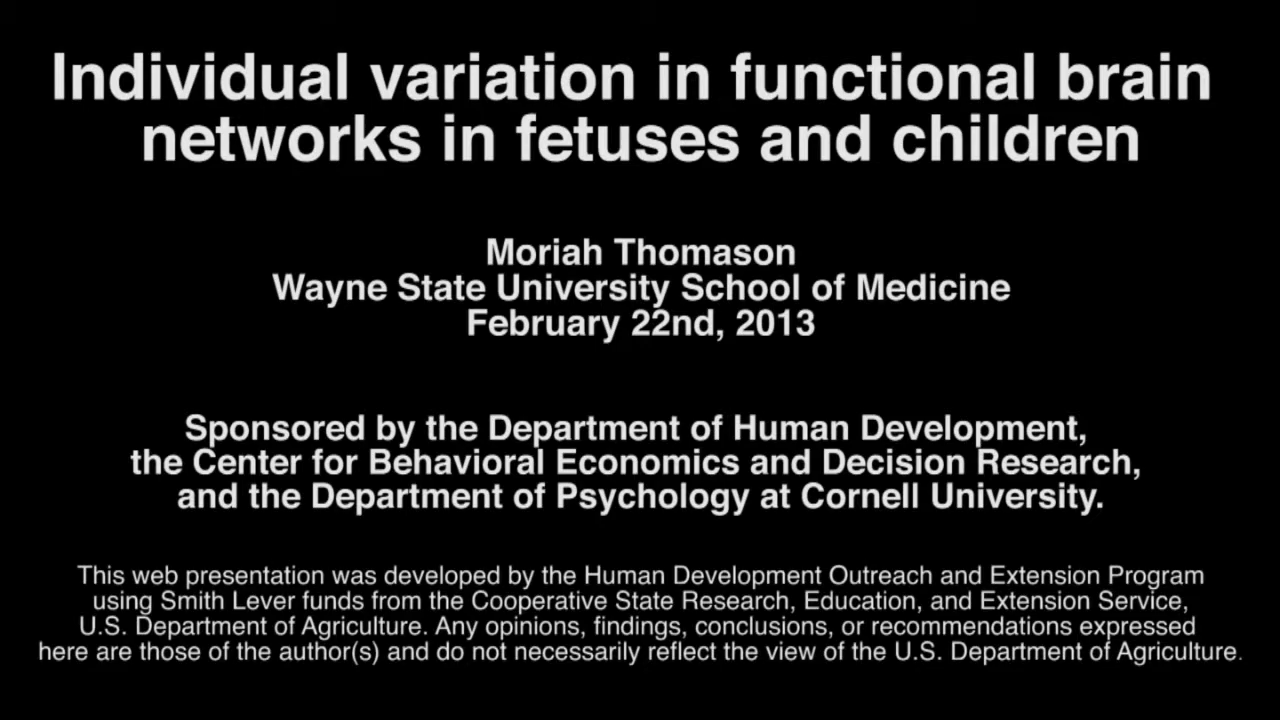 Individual variation in functional brain
networks in fetuses and children
Moriah Thomason
Wayne State University School of Medicine
February 22nd, 2013
Sponsored by the Department of Human Development,
the Center for Behavioral Economics and Decision Research,
and the Department of Psychology at Cornell University.
This web presentation was developed by the Human Development Outreach and Extension Program
using Smith Lever funds from the Cooperative State Research, Education, and Extension Service,
U.S. Department of Agriculture. Any opinions, findings, conclusions, or recommendations expressed
here are those of the author(s) and do not necessarily reflect the view of the U.S. Department of Agriculture.